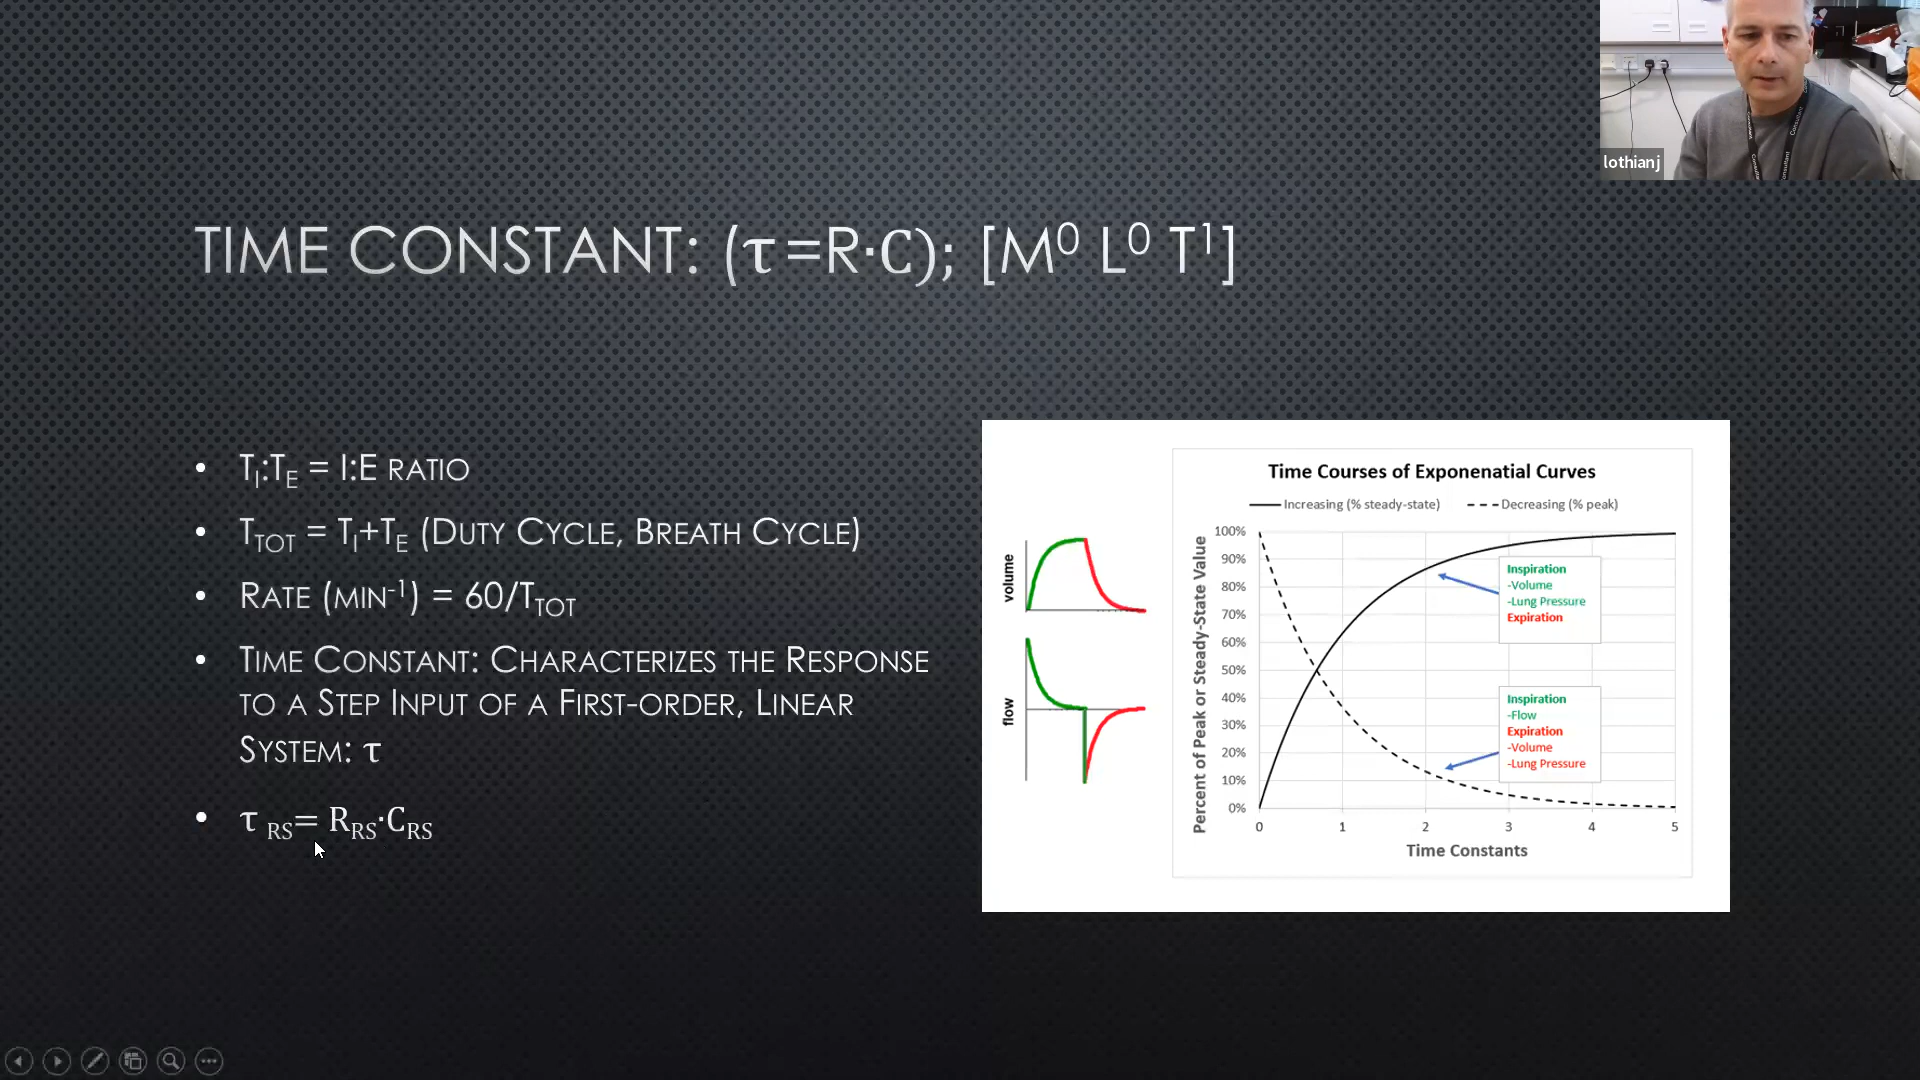 lothianj
TIME CONSTANT: (τ =R·C); [M⁰ L⁰ T¹]
• T_I:T_E = I:E RATIO
• T_TOT = T_I+T_E (DUTY CYCLE, BREATH CYCLE)
• RATE (MIN⁻¹) = 60/T_TOT
• TIME CONSTANT: CHARACTERIZES THE RESPONSE
TO A STEP INPUT OF A FIRST-ORDER, LINEAR
SYSTEM: τ
• τ_RS= R_RS·C_RS
volume
flow
Time Courses of Exponenatial Curves
Increasing (% steady-state) Decreasing (% peak)
Percent of Peak or Steady-State Value
100%
90%
80%
70%
60%
50%
40%
30%
20%
10%
0%
Inspiration
-Volume
-Lung Pressure
Expiration
Inspiration
-Flow
Expiration
-Volume
-Lung Pressure
0 1 2 3 4 5
Time Constants